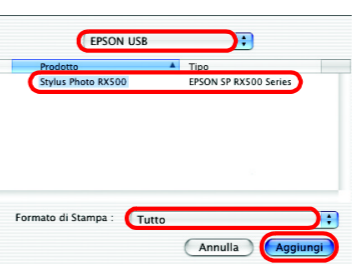 EPSON USB
Prodotto Tipo
Stylus Photo RX500 EPSON SP RX500 Series
Formato di Stampa : Tutto
Annulla Aggiungi